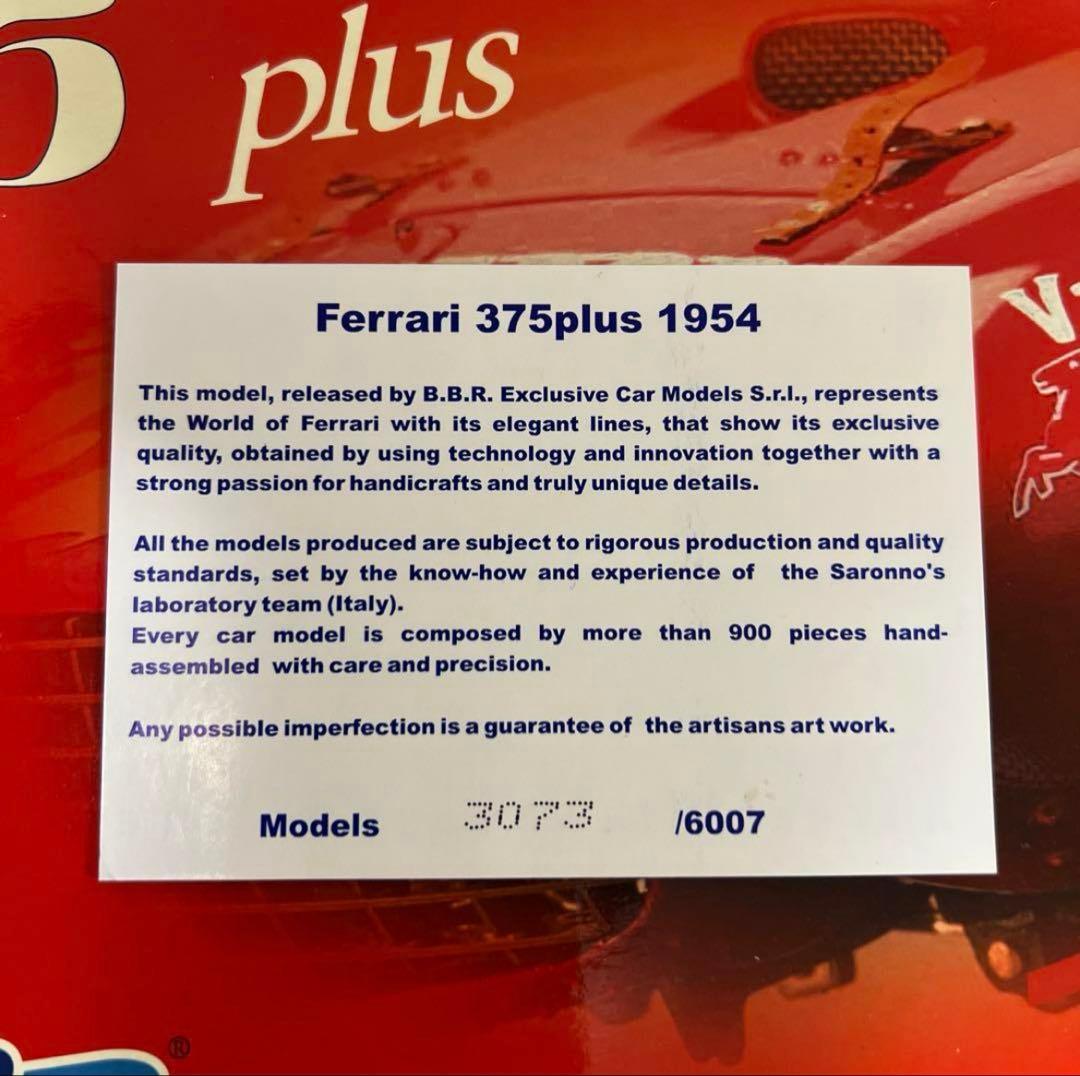 5 plus
Ferrari 375plus 1954
This model, released by B.B.R. Exclusive Car Models S.r.l., represents
the World of Ferrari with its elegant lines, that show its exclusive
quality, obtained by using technology and innovation together with a
strong passion for handicrafts and truly unique details.
All the models produced are subject to rigorous production and quality
standards, set by the know-how and experience of the Saronno's
laboratory team (Italy).
Every car model is composed by more than 900 pieces hand-
assembled with care and precision.
Any possible imperfection is a guarantee of the artisans art work.
Models 3073 /6007
®